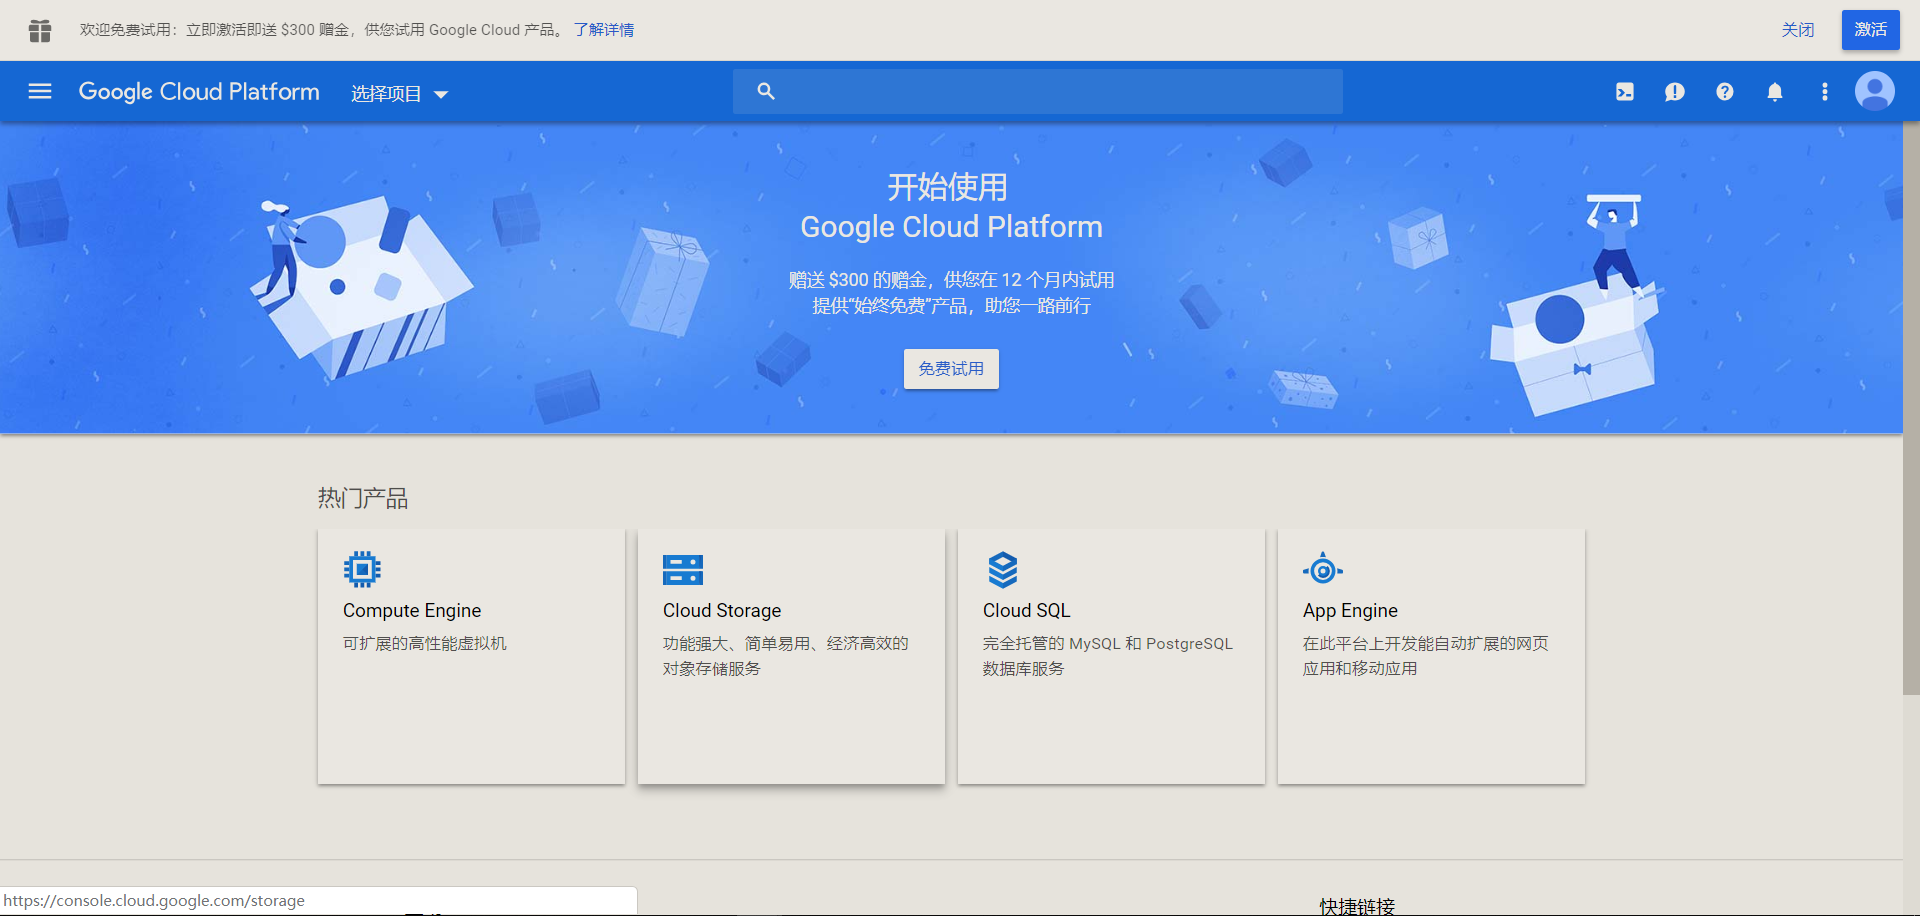 欢迎免费试用：立即激活即送 $300 赠金，供您试用 Google Cloud 产品。 了解详情
关闭
激活
Google Cloud Platform
选择项目
开始使用
Google Cloud Platform
赠送 $300 的赠金，供您在 12 个月内试用
提供“始终免费”产品，助您一路前行
免费试用
热门产品
Compute Engine
可扩展的高性能虚拟机
Cloud Storage
功能强大、简单易用、经济高效的
对象存储服务
Cloud SQL
完全托管的 MySQL 和 PostgreSQL
数据库服务
App Engine
在此平台上开发能自动扩展的网页
应用和移动应用
https://console.cloud.google.com/storage
快捷链接